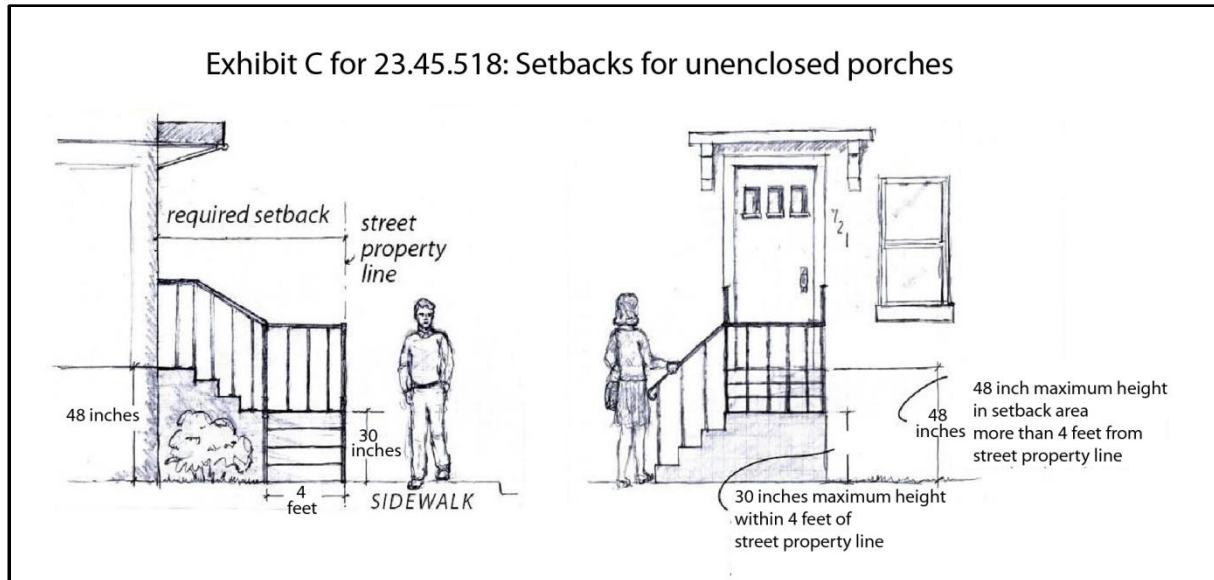 Exhibit C for 23.45.518: Setbacks for unenclosed porches
required setback
street
property
line
48 inches
30
inches
4
feet
SIDEWALK
721
48
inches
48 inch maximum height
in setback area
more than 4 feet from
street property line
30 inches maximum height
within 4 feet of
street property line